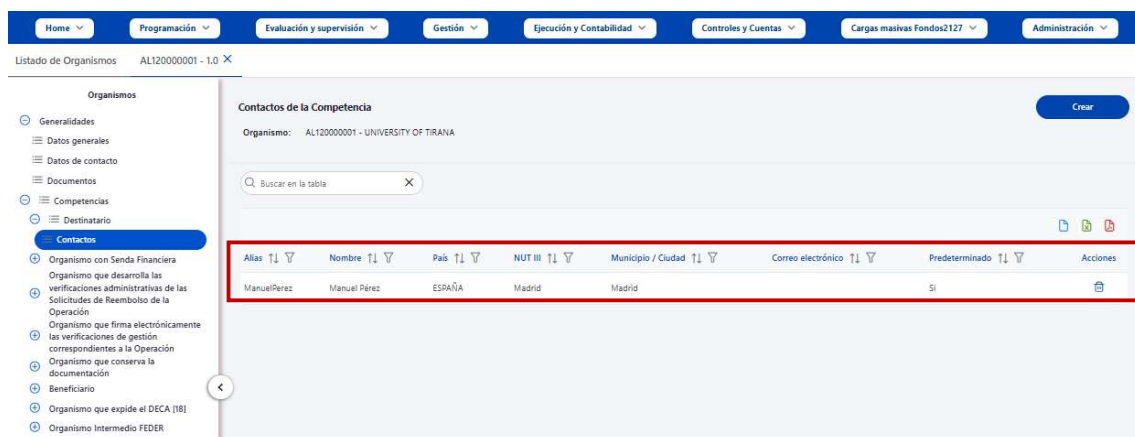 Home Programación Evaluación y supervisión Gestión Ejecución y Contabilidad Controles y Cuentas Cargas masivas Fondos2127 Administración
Listado de Organismos AL120000001 - 1.0
Organismos
Generalidades
Datos generales
Datos de contacto
Documentos
Competencias
Destinatario
Contactos
Organismo con Senda Financiera
Organismo que desarrolla las
verificaciones administrativas de las
Solicitudes de Reembolso de la
Operación
Organismo que firma electrónicamente
las verificaciones de gestión
correspondientes a la Operación
Organismo que conserva la
documentación
Beneficiario
Organismo que expide el DECA [18]
Organismo Intermedio FEDER
Contactos de la Competencia
Crear
Organismo: AL120000001 - UNIVERSITY OF TIRANA
Buscar en la tabla
Alias Nombre País NUT III Municipio / Ciudad Correo electrónico Predeterminado Acciones
ManuelPerez Manuel Pérez ESPAÑA Madrid Madrid Si